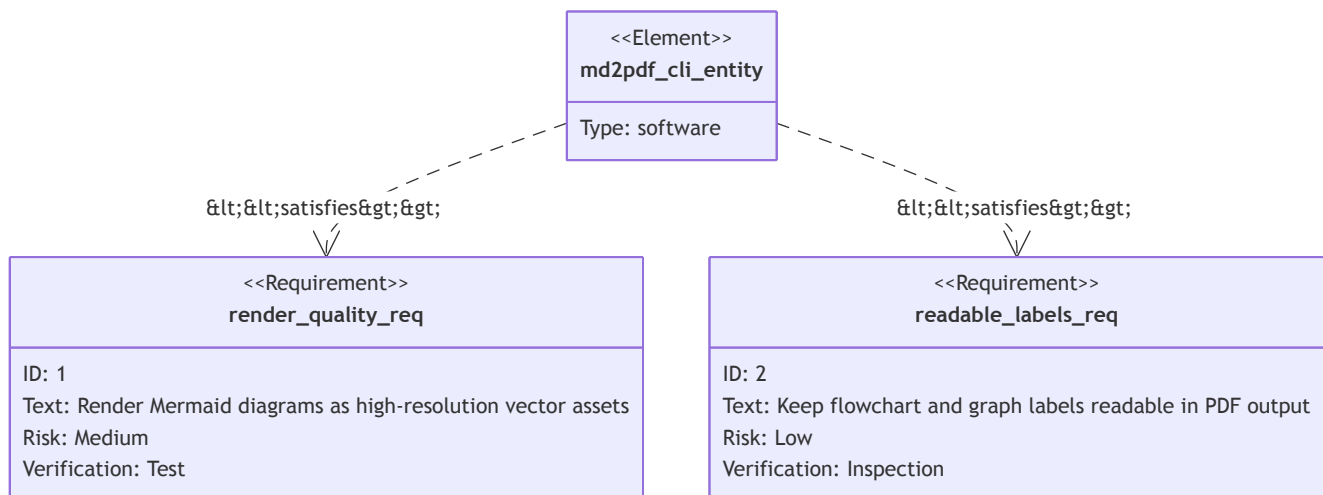 <<Element>>
md2pdf_cli_entity
Type: software
&lt;&lt;satisfies&gt;&gt;
&lt;&lt;satisfies&gt;&gt;
<<Requirement>>
render_quality_req
ID: 1
Text: Render Mermaid diagrams as high-resolution vector assets
Risk: Medium
Verification: Test
<<Requirement>>
readable_labels_req
ID: 2
Text: Keep flowchart and graph labels readable in PDF output
Risk: Low
Verification: Inspection